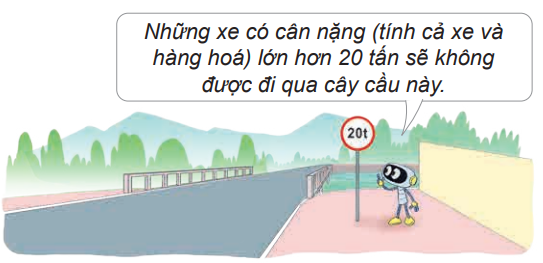 Những xe có cân nặng (tính cả xe và
hàng hoá) lớn hơn 20 tấn sẽ không
được đi qua cây cầu này.
20t